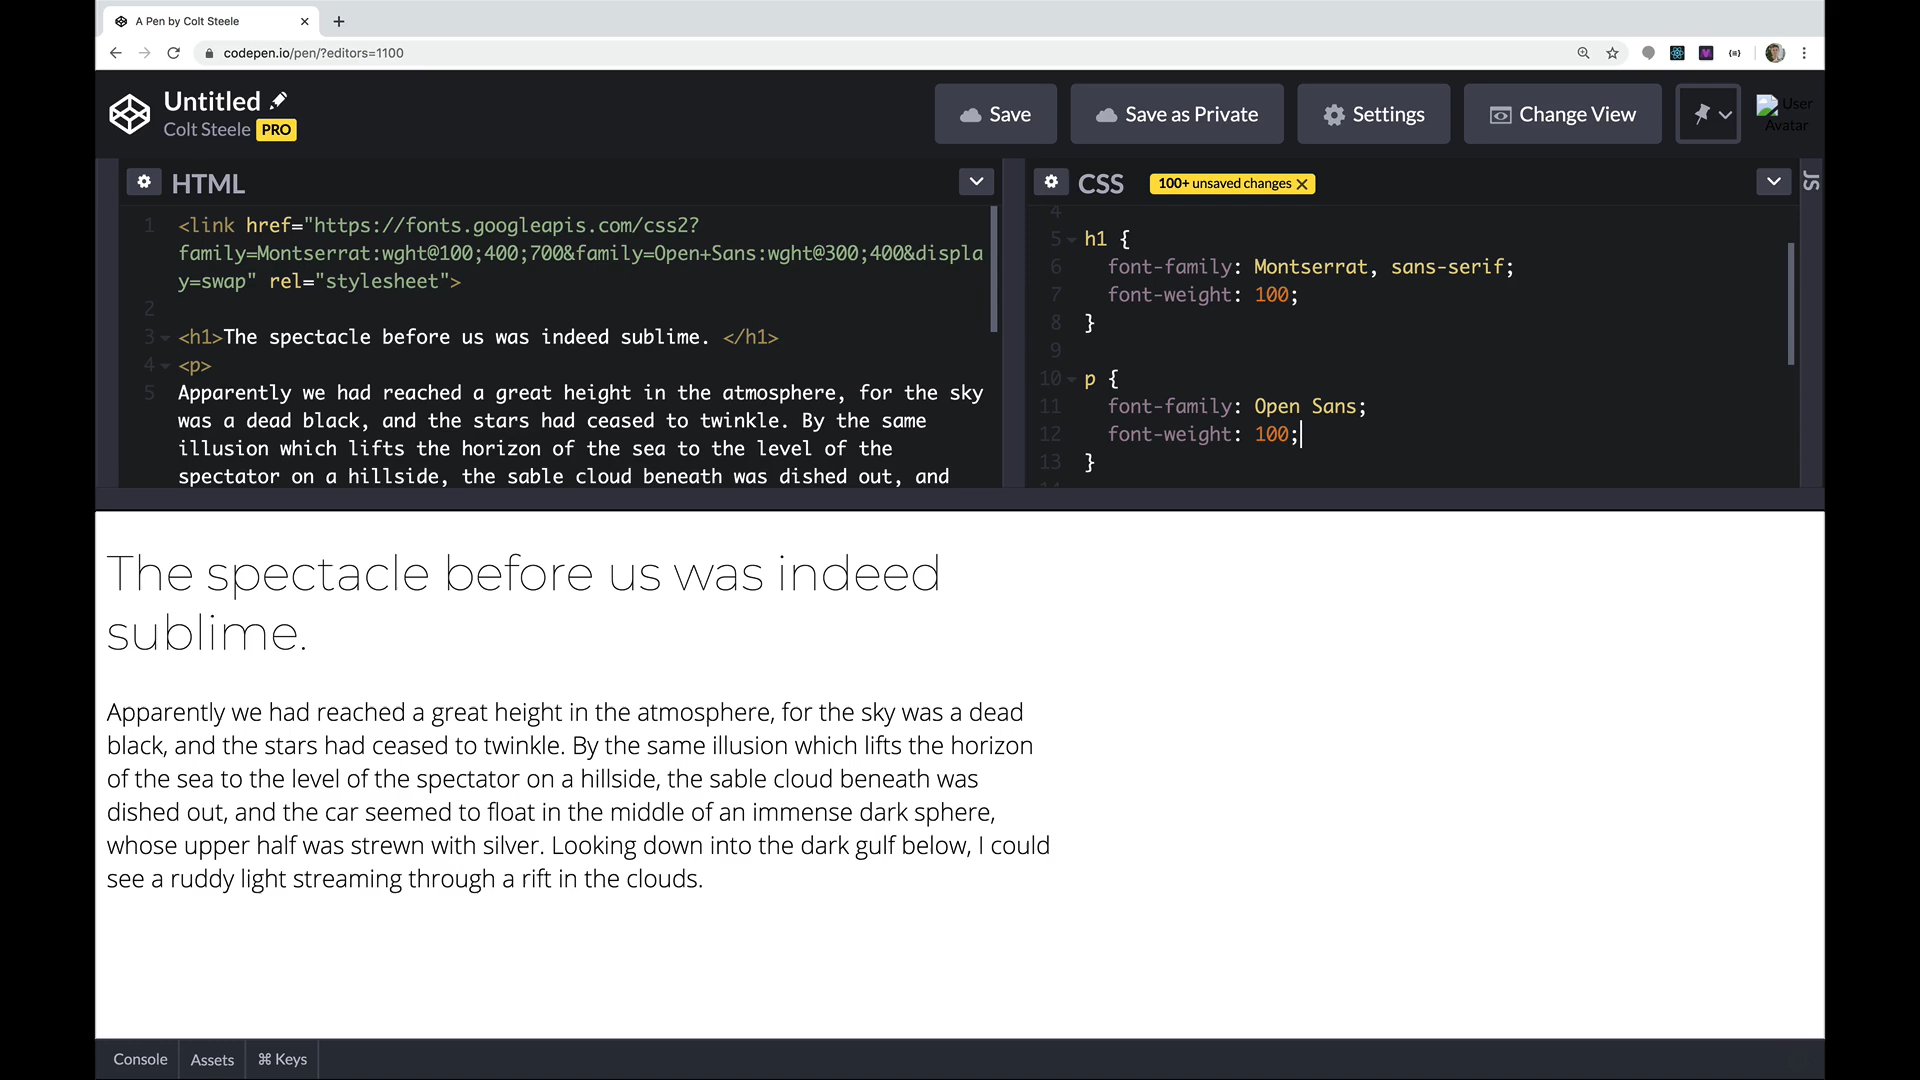 A Pen by Colt Steele
codepen.io/pen/?editors=1100
Untitled
Colt Steele PRO
Save
Save as Private
Settings
Change View
User Avatar
HTML
1 <link href="https://fonts.googleapis.com/css2?
family=Montserrat:wght@100;400;700&family=Open+Sans:wght@300;400&displa
y=swap" rel="stylesheet">
2
3 <h1>The spectacle before us was indeed sublime. </h1>
4 <p>
5 Apparently we had reached a great height in the atmosphere, for the sky
was a dead black, and the stars had ceased to twinkle. By the same
illusion which lifts the horizon of the sea to the level of the
spectator on a hillside, the sable cloud beneath was dished out, and
CSS
100+ unsaved changes
JS
4
5 h1 {
6 font-family: Montserrat, sans-serif;
7 font-weight: 100;
8 }
9
10 p {
11 font-family: Open Sans;
12 font-weight: 100;
13 }
14
The spectacle before us was indeed
sublime.
Apparently we had reached a great height in the atmosphere, for the sky was a dead
black, and the stars had ceased to twinkle. By the same illusion which lifts the horizon
of the sea to the level of the spectator on a hillside, the sable cloud beneath was
dished out, and the car seemed to float in the middle of an immense dark sphere,
whose upper half was strewn with silver. Looking down into the dark gulf below, I could
see a ruddy light streaming through a rift in the clouds.
Console
Assets
⌘ Keys